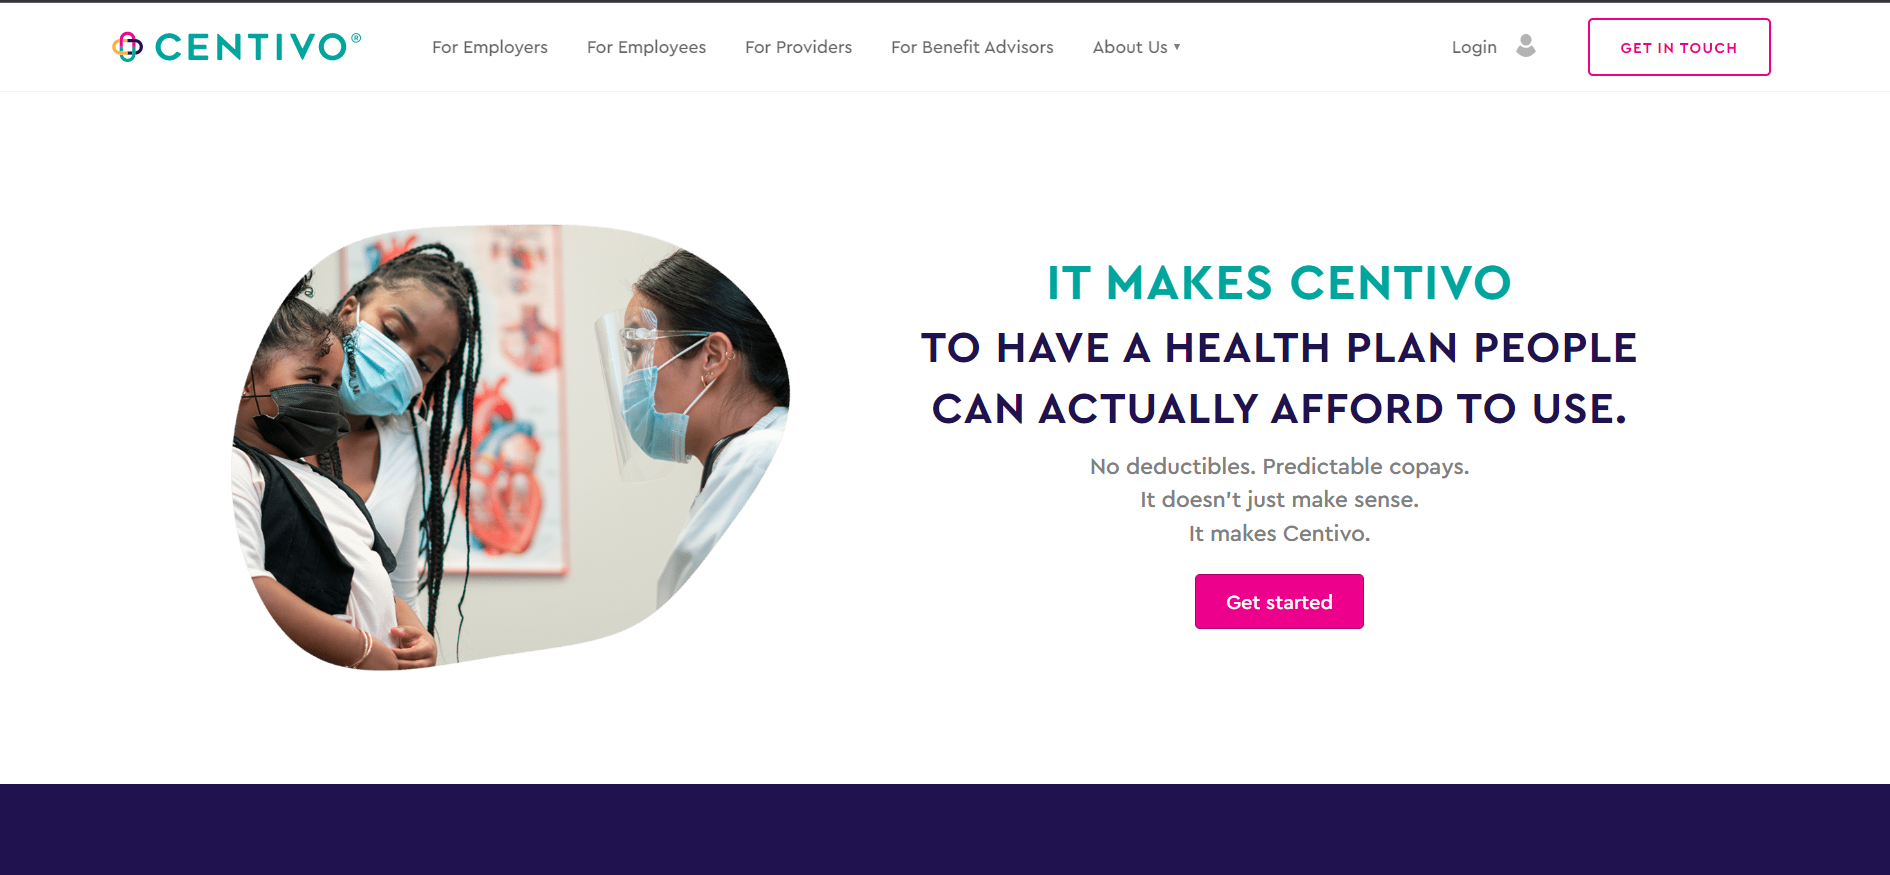 CENTIVO®
For Employers
For Employees
For Providers
For Benefit Advisors
About Us ▾
Login
GET IN TOUCH
IT MAKES CENTIVO
TO HAVE A HEALTH PLAN PEOPLE
CAN ACTUALLY AFFORD TO USE.
No deductibles. Predictable copays.
It doesn't just make sense.
It makes Centivo.
Get started